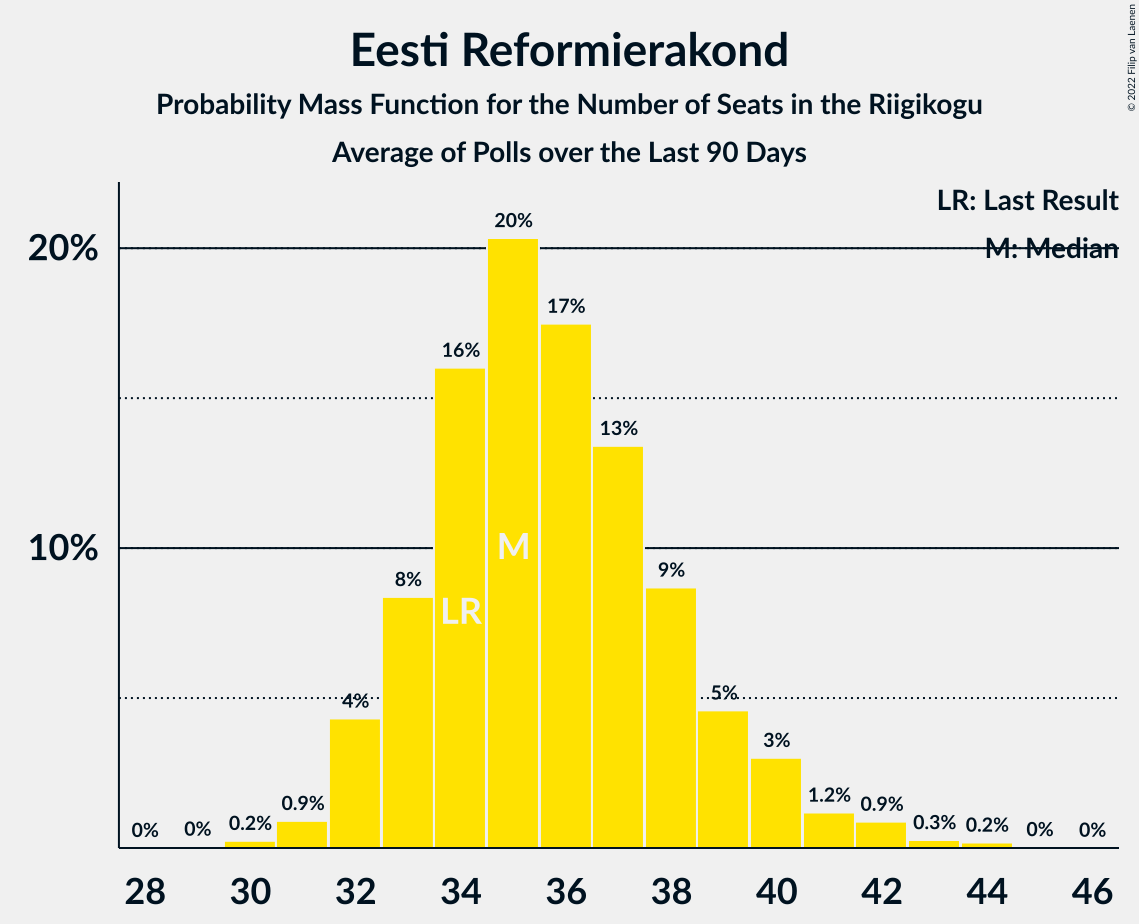 Eesti Reformierakond
Probability Mass Function for the Number of Seats in the Riigikogu
Average of Polls over the Last 90 Days
© 2022 Filip van Laenen
LR: Last Result
M: Median
20%
10%
0%
0%
0.2%
0.9%
4%
8%
16%
20%
17%
13%
9%
5%
3%
1.2%
0.9%
0.3%
0.2%
0%
0%
LR
M
28 30 32 34 36 38 40 42 44 46